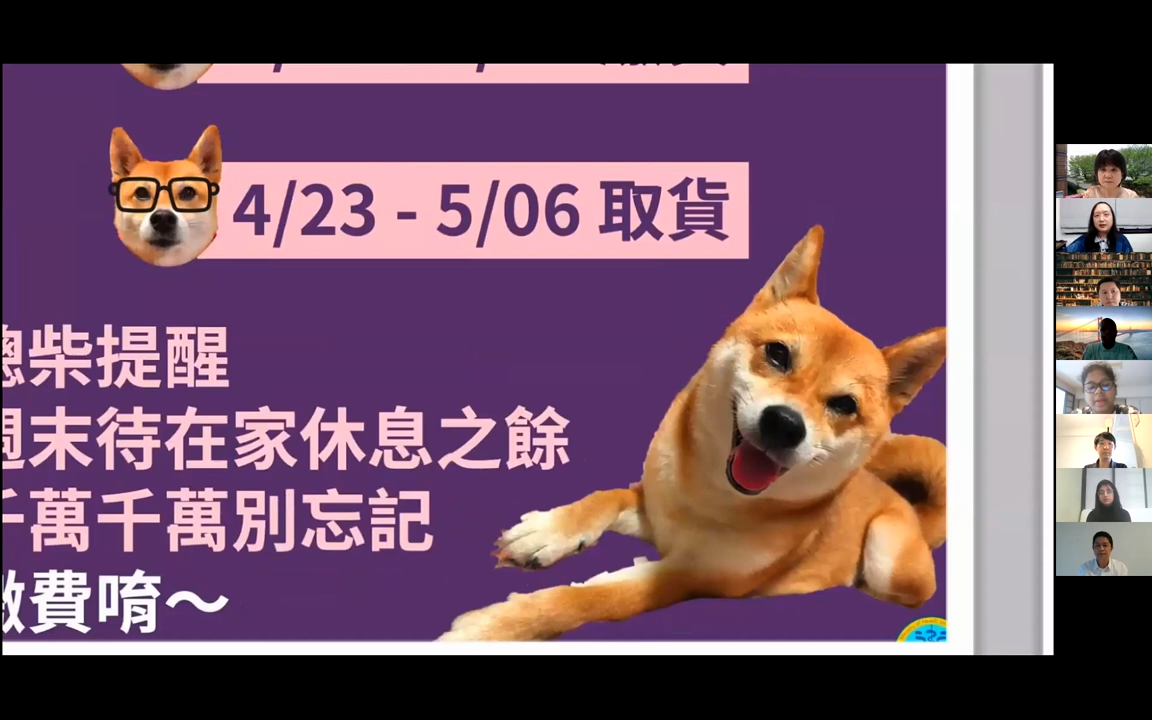 4/23 - 5/06 取貨
總柴提醒
週末待在家休息之餘
千萬千萬別忘記
繳費唷～